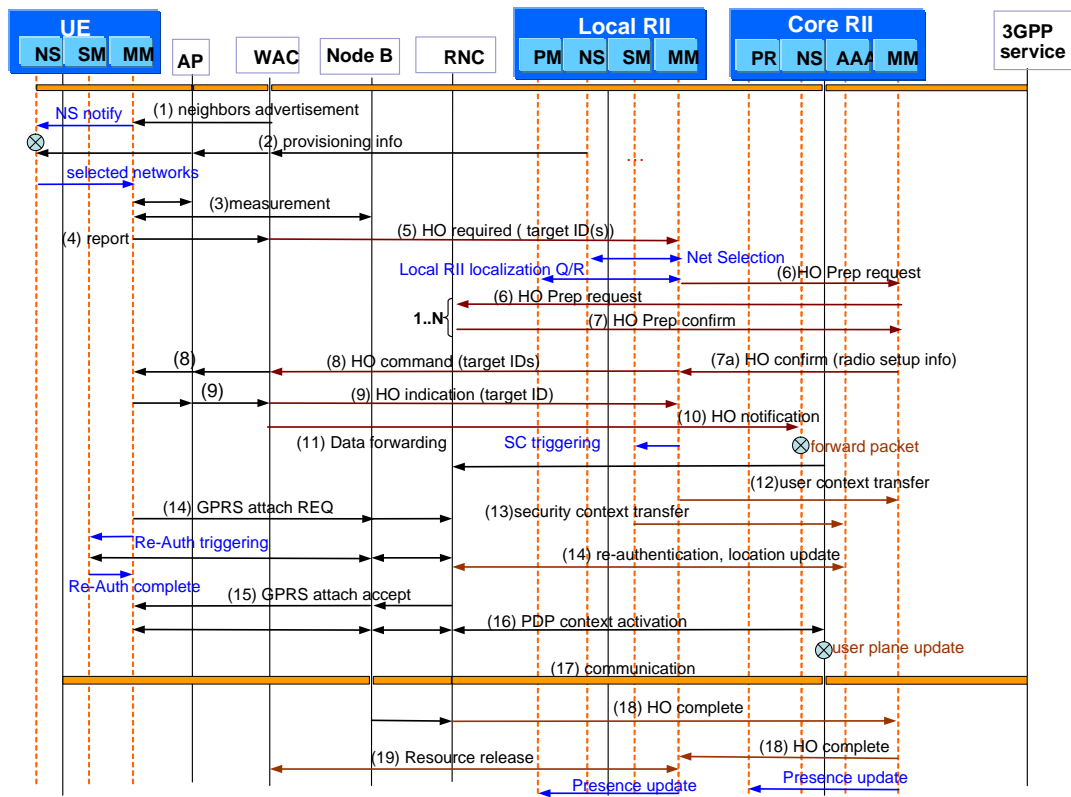 UE
Local RII
Core RII
3GPP
service
NS SM MM
AP
WAC
Node B
RNC
PM NS SM MM
PR NS AAA MM
NS notify
(1) neighbors advertisement
(2) provisioning info
...
selected networks
(3)measurement
(4) report
(5) HO required ( target ID(s))
Net Selection
Local RII localization Q/R
(6)HO Prep request
(6) HO Prep request
1..N
(7) HO Prep confirm
(8)
(8) HO command (target IDs)
(7a) HO confirm (radio setup info)
(9)
(9) HO indication (target ID)
(10) HO notification
(11) Data forwarding
SC triggering
forward packet
(12)user context transfer
(14) GPRS attach REQ
(13)security context transfer
Re-Auth triggering
(14) re-authentication, location update
Re-Auth complete
(15) GPRS attach accept
(16) PDP context activation
user plane update
(17) communication
(18) HO complete
(18) HO complete
(19) Resource release
Presence update
Presence update